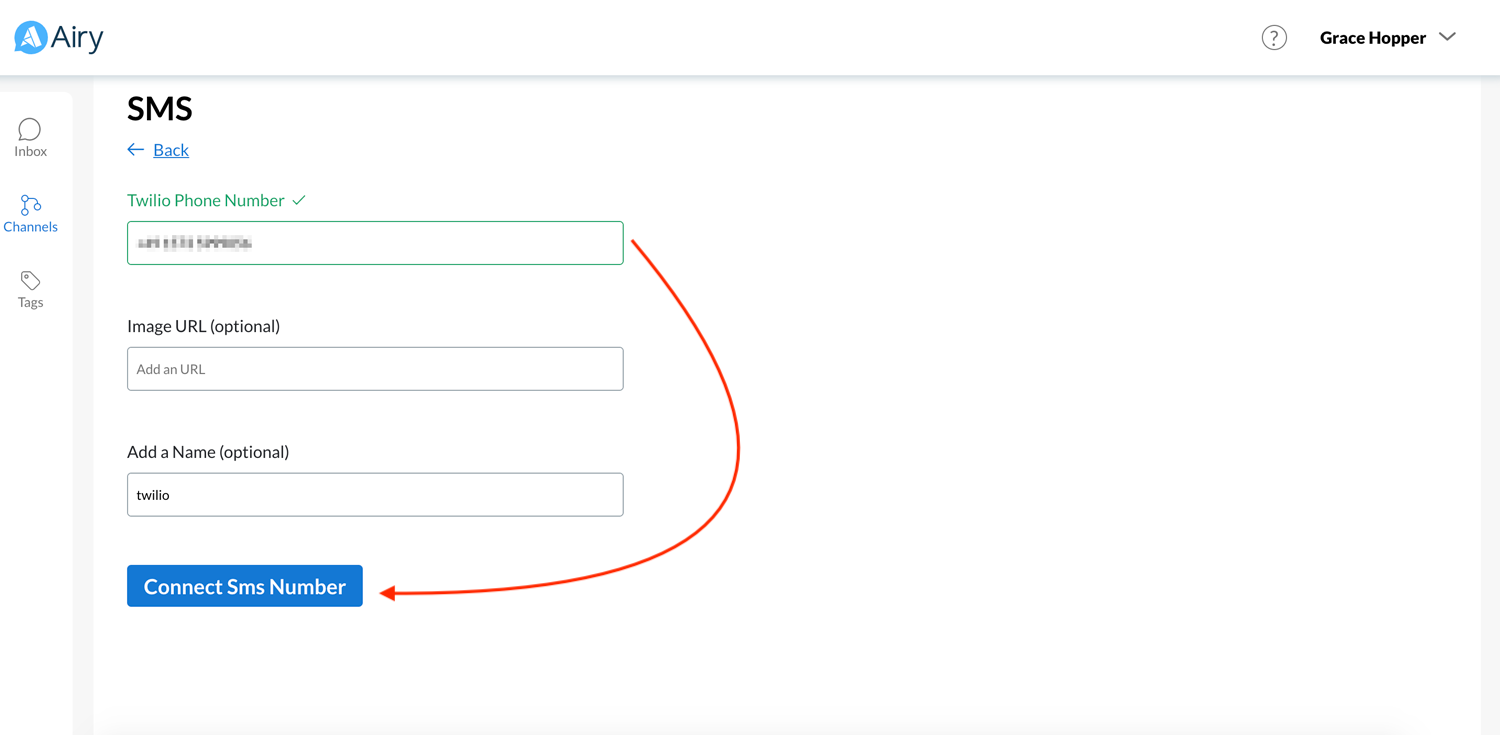 Airy
?
Grace Hopper
SMS
Back
Inbox
Twilio Phone Number
Channels
Tags
Image URL (optional)
Add an URL
Add a Name (optional)
twilio
Connect Sms Number